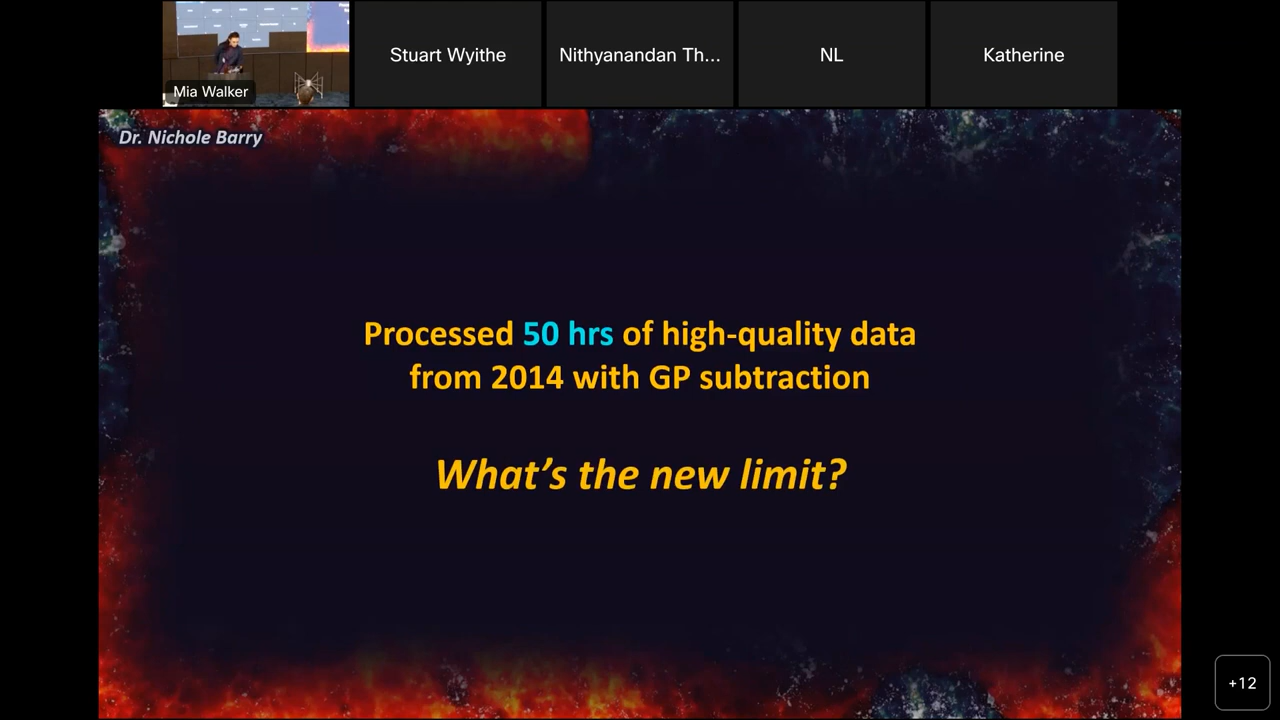 Mia Walker
Stuart Wyithe
Nithyanandan Th...
NL
Katherine
Dr. Nichole Barry
Processed 50 hrs of high-quality data
from 2014 with GP subtraction
What's the new limit?
+12